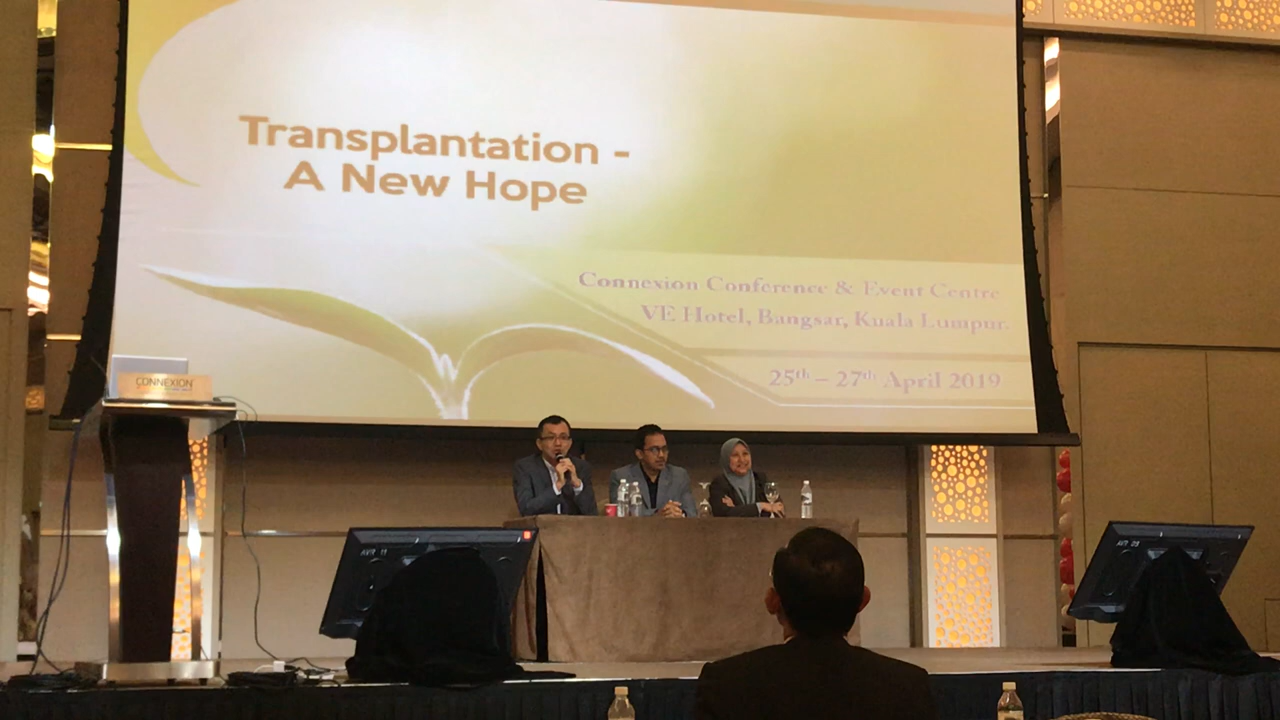 Transplantation -
A New Hope
Connexion Conference & Event Centre
VE Hotel, Bangsar, Kuala Lumpur.
25th – 27th April 2019
CONNEXION